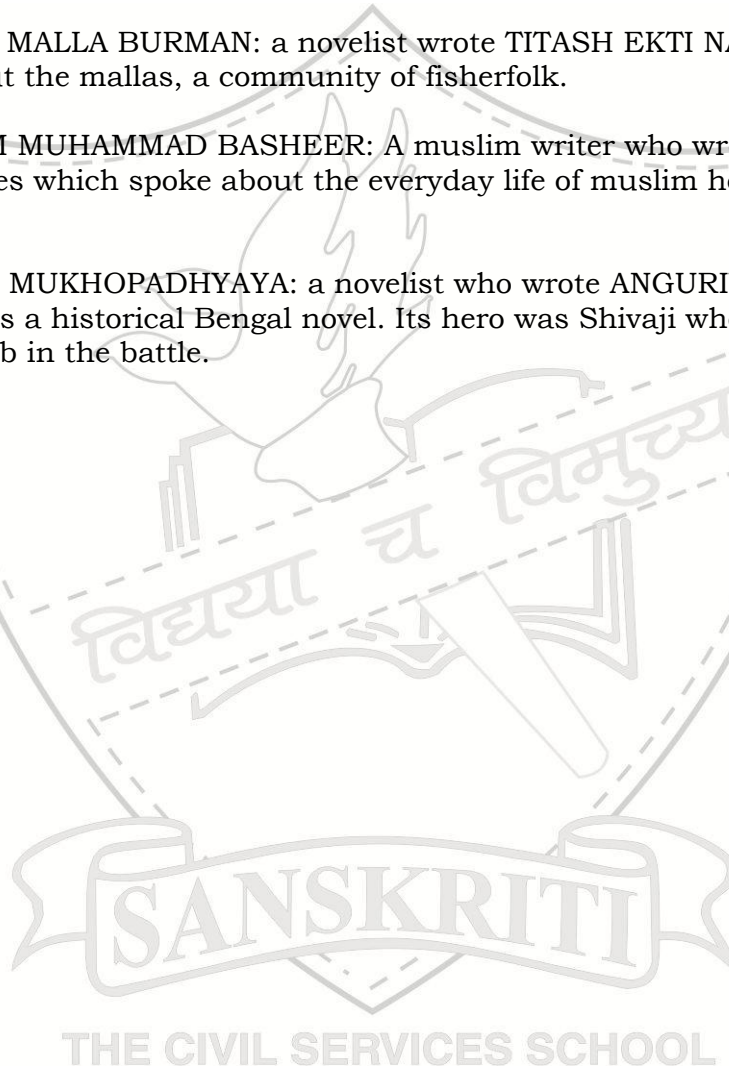 MALLA BURMAN: a novelist wrote TITASH EKTI
ut the mallas, a community of fisherfolk.
M MUHAMMAD BASHEER: A muslim writer who wr
es which spoke about the everyday life of muslim h
MUKHOPADHYAYA: a novelist who wrote ANGURI
s a historical Bengal novel. Its hero was Shivaji wh
b in the battle.
विद्यया च विमुच्य
SANSKRITI
THE CIVIL SERVICES SCHOOL